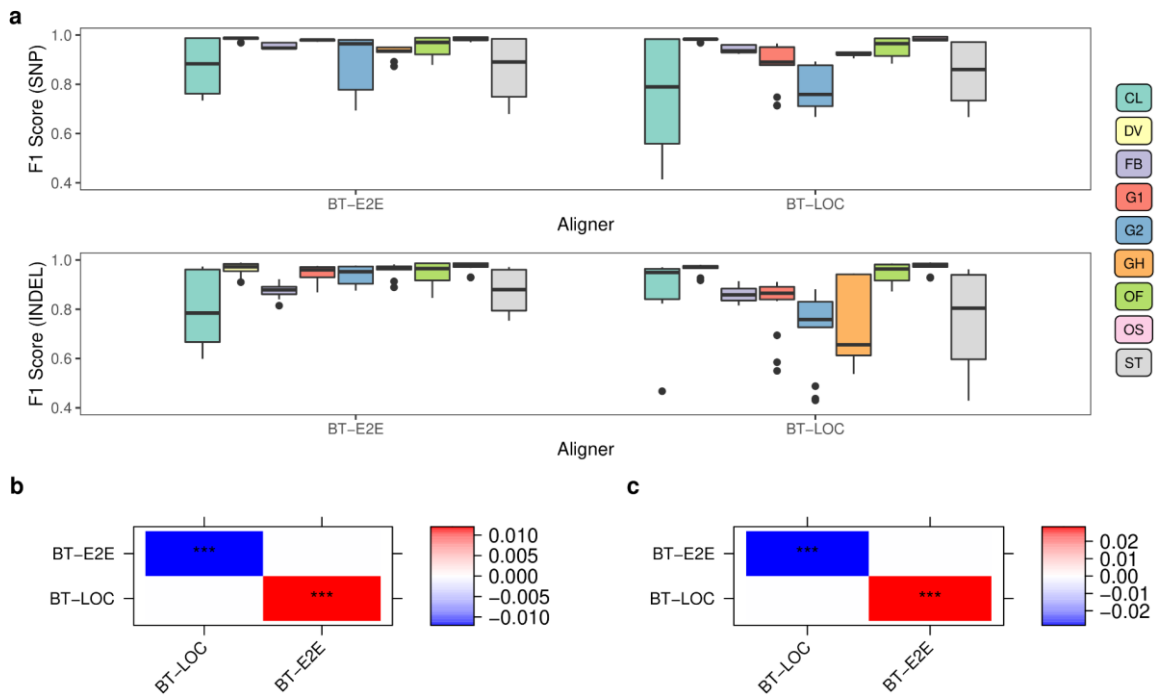 a
F1 Score (SNP)
1.0
0.8
0.6
0.4
BT−E2E
BT−LOC
Aligner
F1 Score (INDEL)
1.0
0.8
0.6
0.4
BT−E2E
BT−LOC
Aligner
CL
DV
FB
G1
G2
GH
OF
OS
ST
b
BT−E2E
BT−LOC
***
***
BT−LOC
BT−E2E
0.010
0.005
0.000
−0.005
−0.010
c
BT−E2E
BT−LOC
***
***
BT−LOC
BT−E2E
0.02
0.01
0.00
−0.01
−0.02